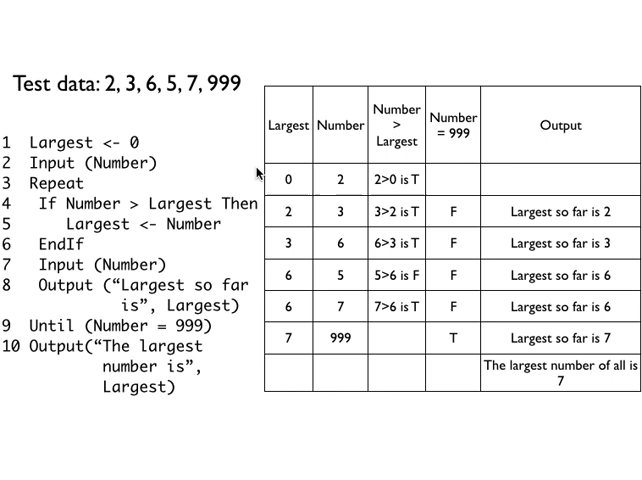 Test data: 2, 3, 6, 5, 7, 999
1 Largest <- 0
2 Input (Number)
3 Repeat
4 If Number > Largest Then
5 Largest <- Number
6 EndIf
7 Input (Number)
8 Output (“Largest so far
is”, Largest)
9 Until (Number = 999)
10 Output(“The largest
number is”,
Largest)
Largest Number Number > Largest Number = 999 Output
0 2 2>0 is T
2 3 3>2 is T F Largest so far is 2
3 6 6>3 is T F Largest so far is 3
6 5 5>6 is F F Largest so far is 6
6 7 7>6 is T F Largest so far is 6
7 999 T Largest so far is 7
The largest number of all is
7